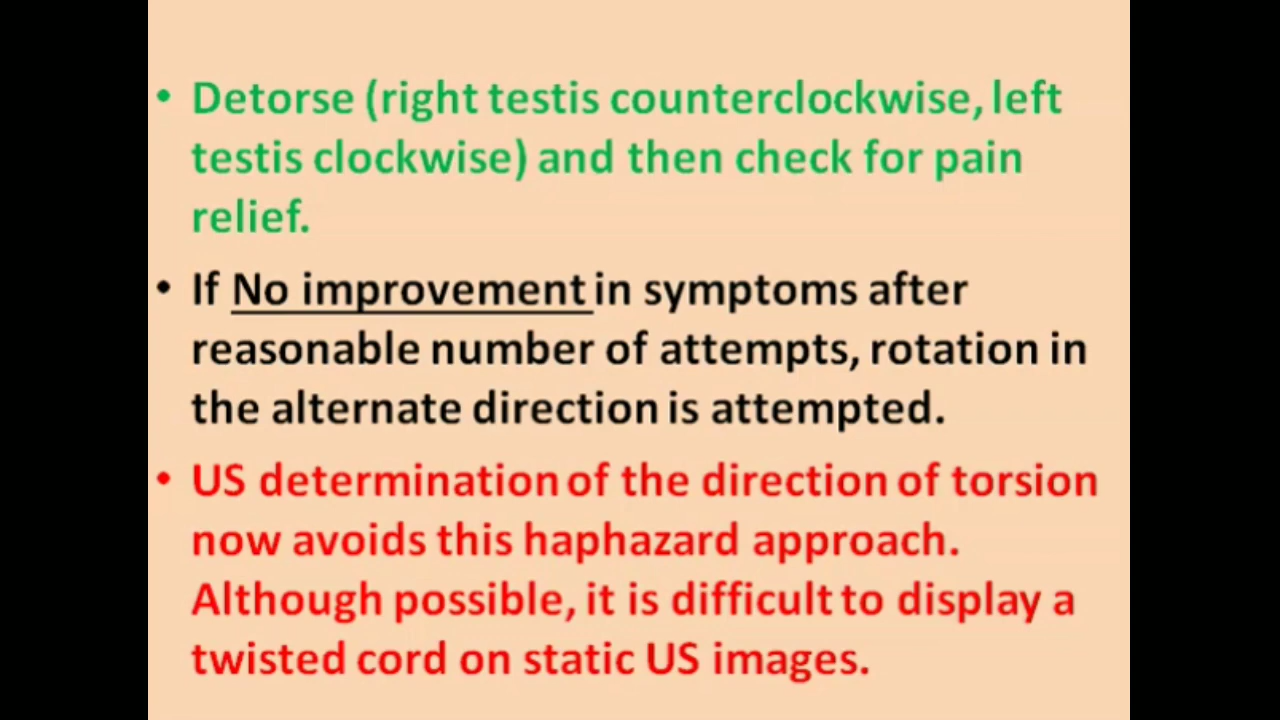 • Detorse (right testis counterclockwise, left
testis clockwise) and then check for pain
relief.
• If No improvement in symptoms after
reasonable number of attempts, rotation in
the alternate direction is attempted.
• US determination of the direction of torsion
now avoids this haphazard approach.
Although possible, it is difficult to display a
twisted cord on static US images.